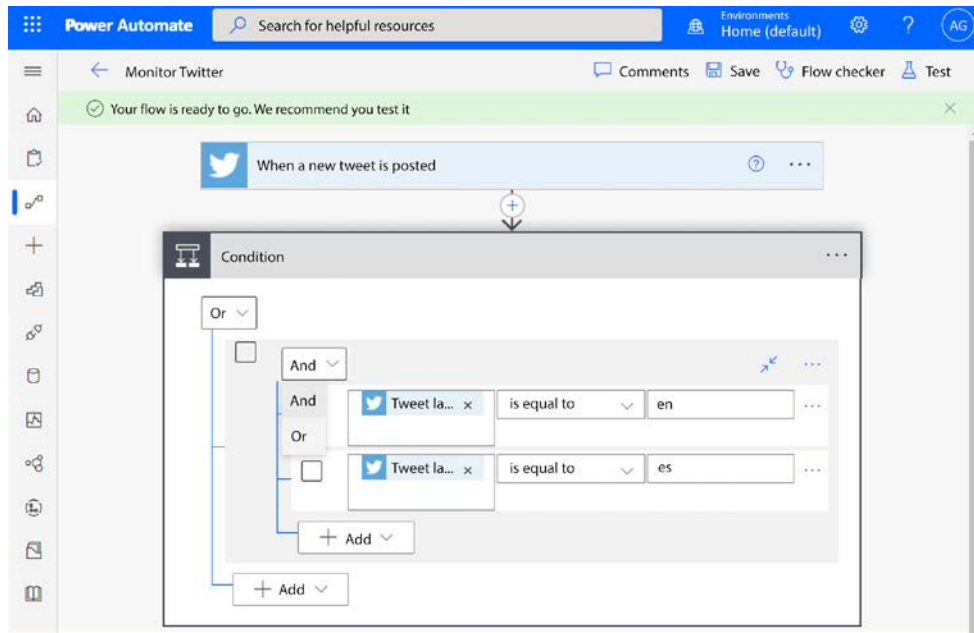 Power Automate
Search for helpful resources
Environments
Home (default)
?
AG
Monitor Twitter
Comments
Save
Flow checker
Test
Your flow is ready to go. We recommend you test it
When a new tweet is posted
?
...
+
Condition
...
Or
And
...
And
Tweet la... ×
is equal to
en
...
Or
Tweet la... ×
is equal to
es
...
+ Add
+ Add